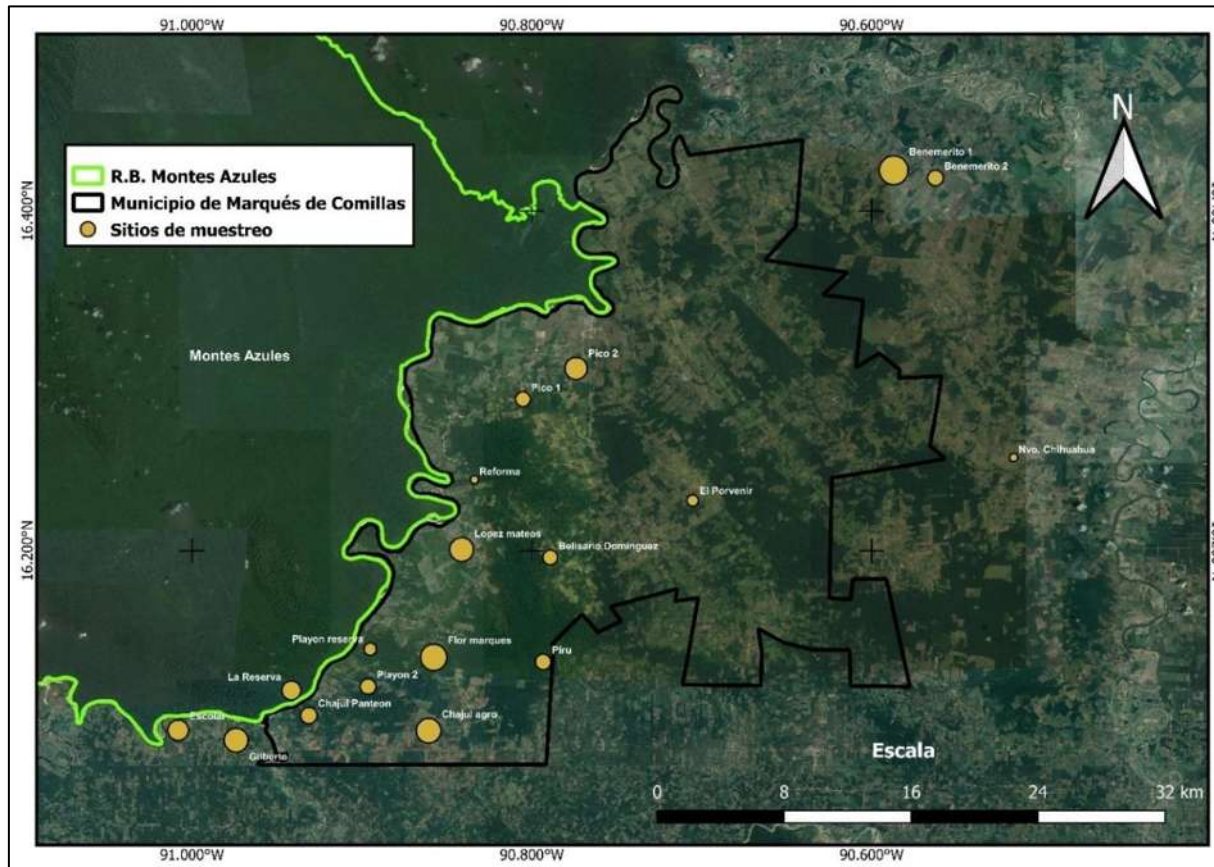 91.000°W 90.800°W 90.600°W
N
R.B. Montes Azules
Municipio de Marqués de Comillas
Sitios de muestreo
Benemerito 1
Benemerito 2
16.400°N
Montes Azules
Pico 2
Pico 1
Nvo. Chihuahua
Reforma
El Porvenir
Lopez mateos
Belisario Dominguez
16.200°N
Playon reserva
Flor marques
Piru
La Reserva
Playon 2
Chajul Panteon
Escolar
Chajul agro
Gilberto
Escala
0 8 16 24 32 km
91.000°W 90.800°W 90.600°W